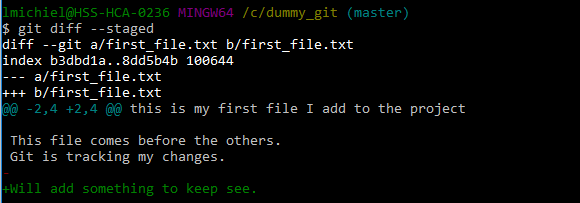 lmichiel@HSS-HCA-0236 MINGW64 /c/dummy_git (master)
$ git diff --staged
diff --git a/first_file.txt b/first_file.txt
index b3dbd1a..8dd5b4b 100644
--- a/first_file.txt
+++ b/first_file.txt
@@ -2,4 +2,4 @@ this is my first file I add to the project

 This file comes before the others.
 Git is tracking my changes.
-
+Will add something to keep see.